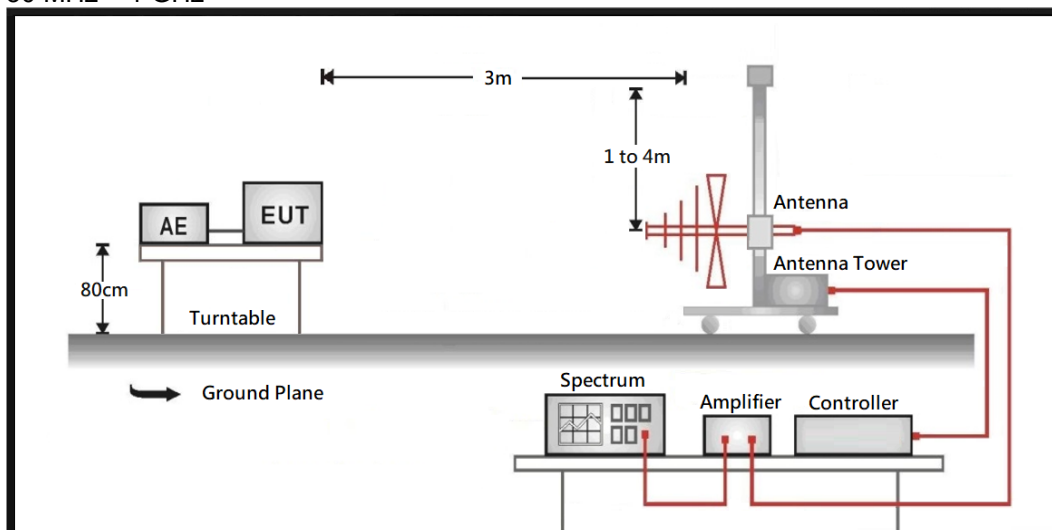 3m
1 to 4m
AE
EUT
Antenna
80cm
Antenna Tower
Turntable
Ground Plane
Spectrum
Amplifier
Controller